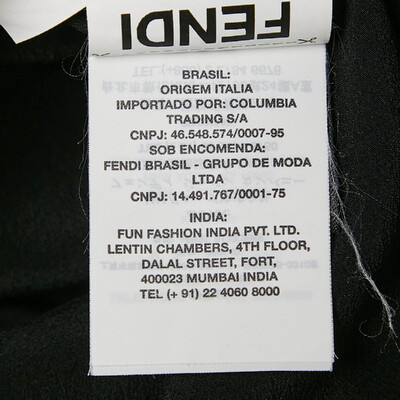 FENDI
BRASIL:
ORIGEM ITALIA
IMPORTADO POR: COLUMBIA
TRADING S/A
CNPJ: 46.548.574/0007-95
SOB ENCOMENDA:
FENDI BRASIL - GRUPO DE MODA
LTDA
CNPJ: 14.491.767/0001-75
INDIA:
FUN FASHION INDIA PVT. LTD.
LENTIN CHAMBERS, 4TH FLOOR,
DALAL STREET, FORT,
400023 MUMBAI INDIA
TEL (+ 91) 22 4060 8000